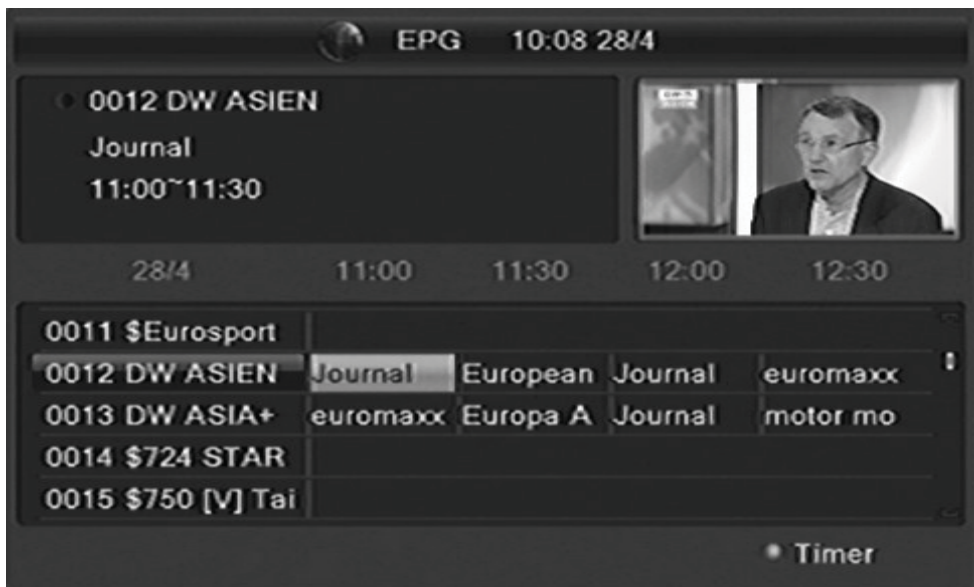 EPG 10:08 28/4
0012 DW ASIEN
Journal
11:00~11:30
28/4 11:00 11:30 12:00 12:30
0011 $Eurosport
0012 DW ASIEN Journal European Journal euromaxx
0013 DW ASIA+ euromaxx Europa A Journal motor mo
0014 $724 STAR
0015 $750 [V] Tai
Timer